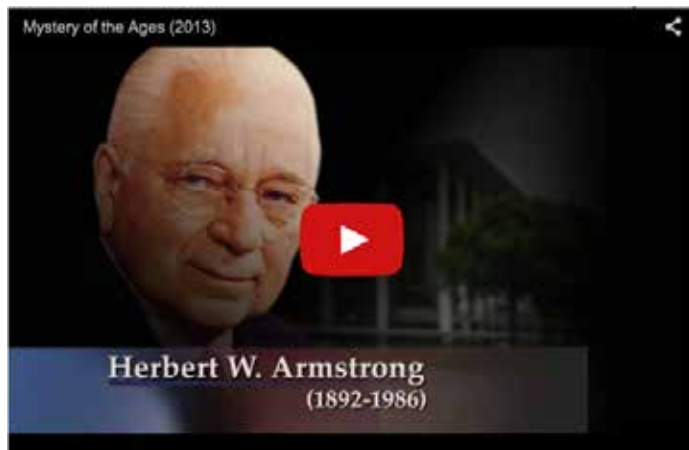 Mystery of the Ages (2013)
Herbert W. Armstrong
(1892-1986)